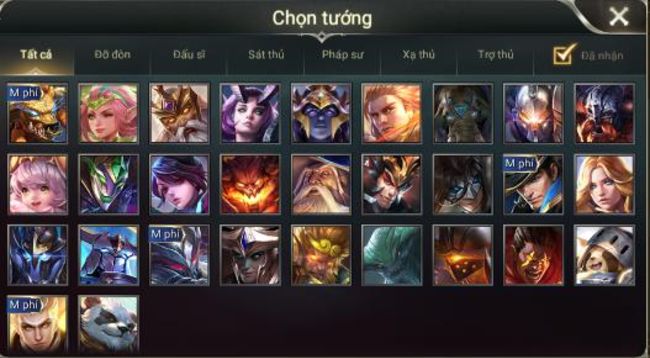 Chọn tướng
Tất cả Đỡ đòn Đấu sĩ Sát thủ Pháp sư Xạ thủ Trợ thủ Đã nhận
M phí
M phí
M phí
M phí